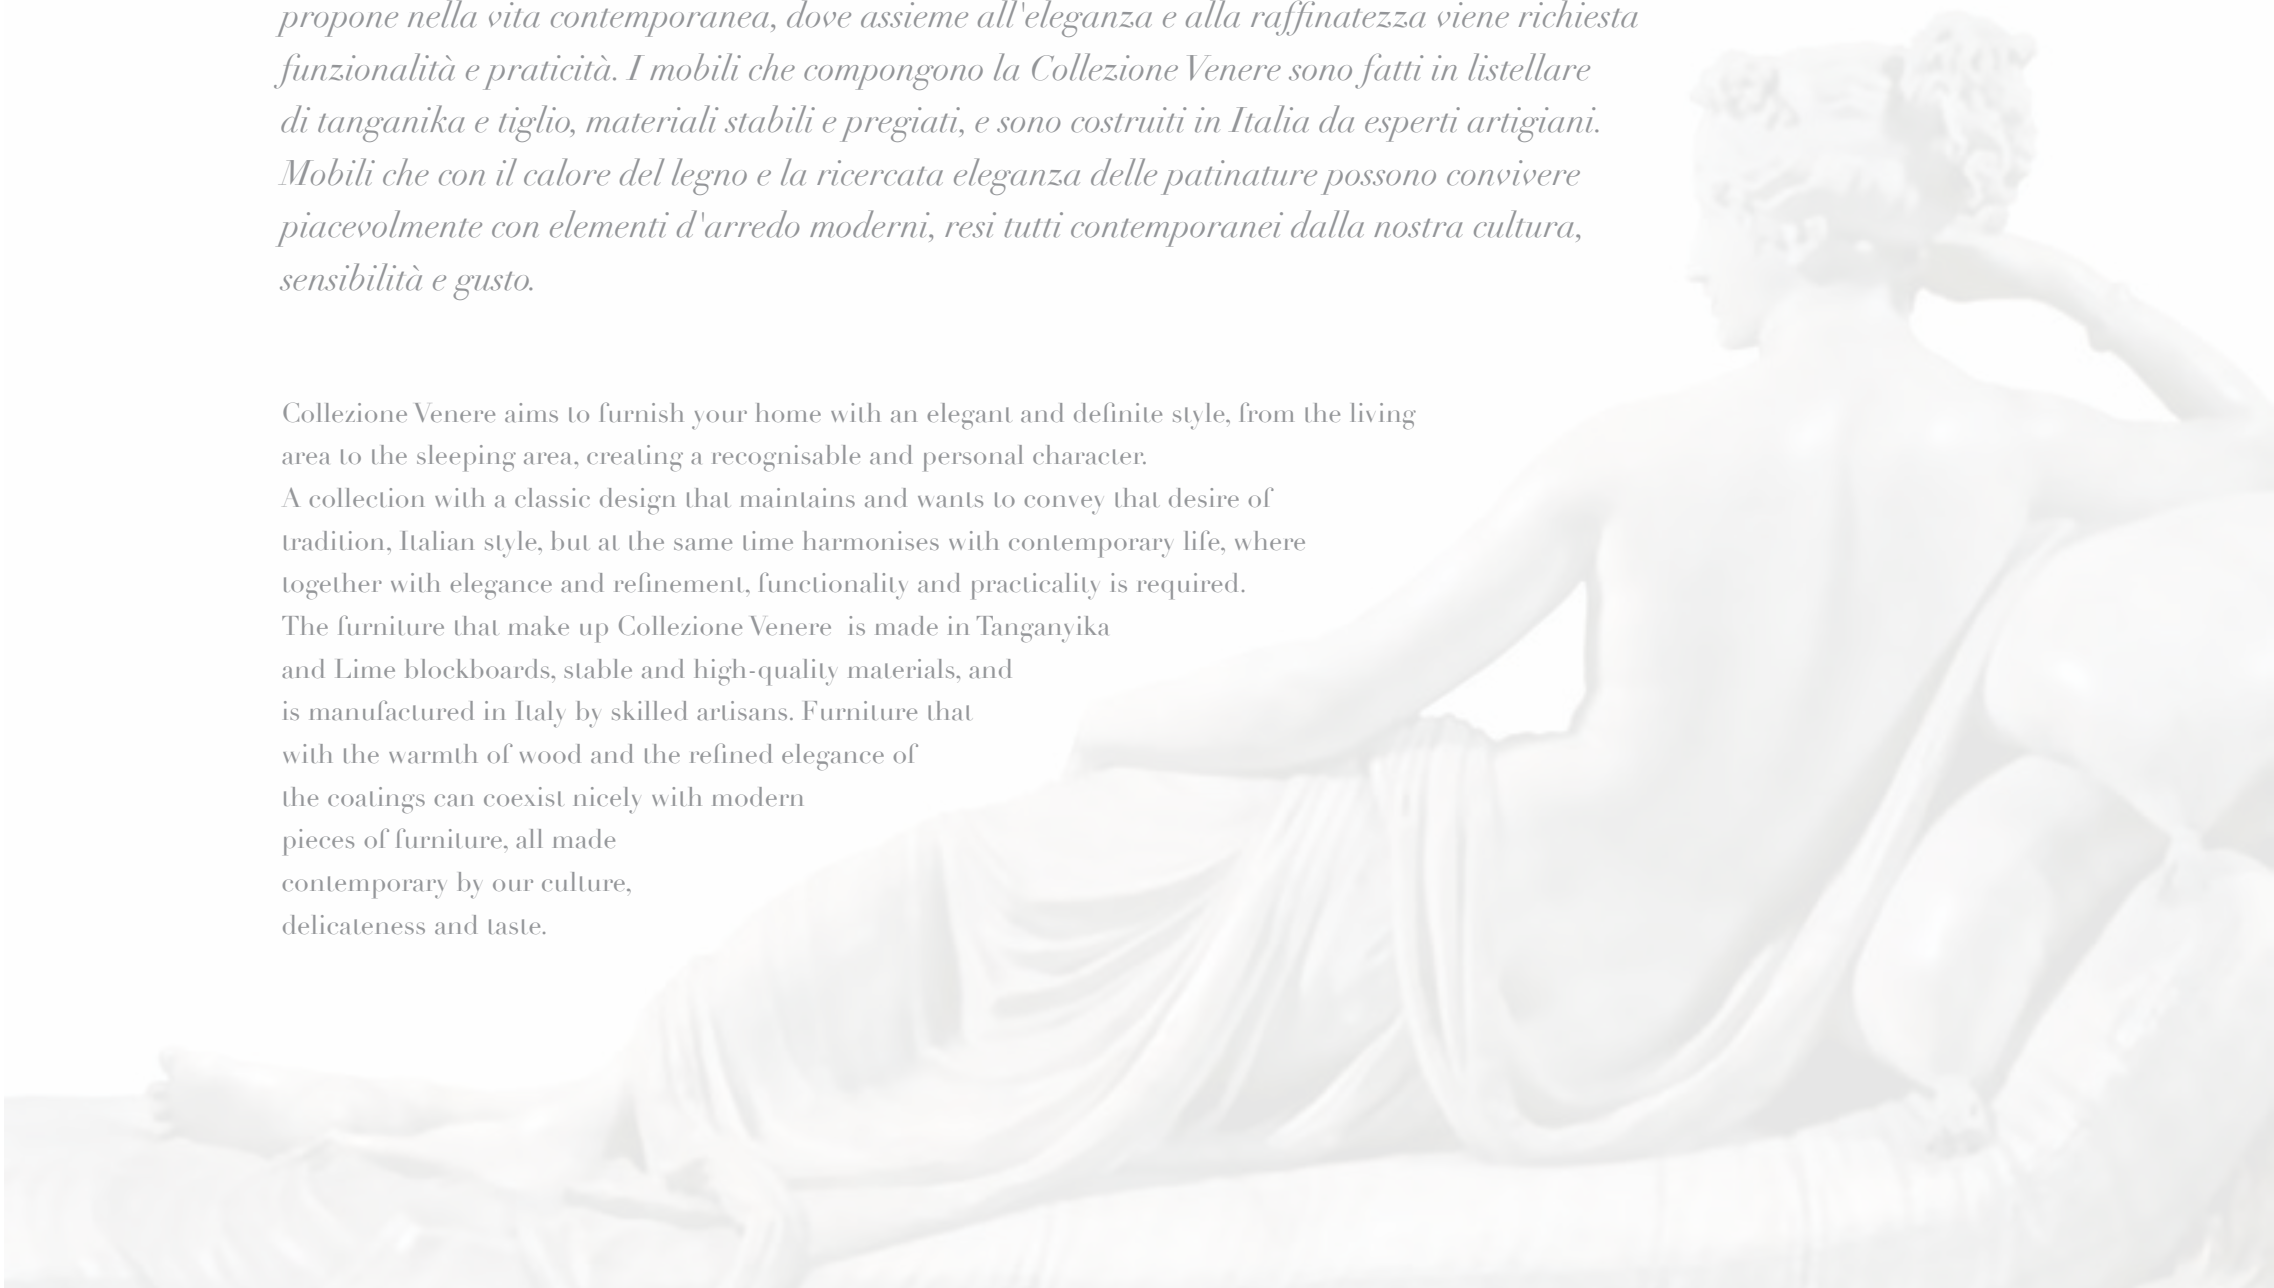 propone nella vita contemporanea, dove assieme all'eleganza e alla raffinatezza viene richiesta
funzionalità e praticità. I mobili che compongono la Collezione Venere sono fatti in listellare
di tanganika e tiglio, materiali stabili e pregiati, e sono costruiti in Italia da esperti artigiani.
Mobili che con il calore del legno e la ricercata eleganza delle patinature possono convivere
piacevolmente con elementi d'arredo moderni, resi tutti contemporanei dalla nostra cultura,
sensibilità e gusto.
Collezione Venere aims to furnish your home with an elegant and definite style, from the living
area to the sleeping area, creating a recognisable and personal character.
A collection with a classic design that maintains and wants to convey that desire of
tradition, Italian style, but at the same time harmonises with contemporary life, where
together with elegance and refinement, functionality and practicality is required.
The furniture that make up Collezione Venere is made in Tanganyika
and Lime blockboards, stable and high-quality materials, and
is manufactured in Italy by skilled artisans. Furniture that
with the warmth of wood and the refined elegance of
the coatings can coexist nicely with modern
pieces of furniture, all made
contemporary by our culture,
delicateness and taste.